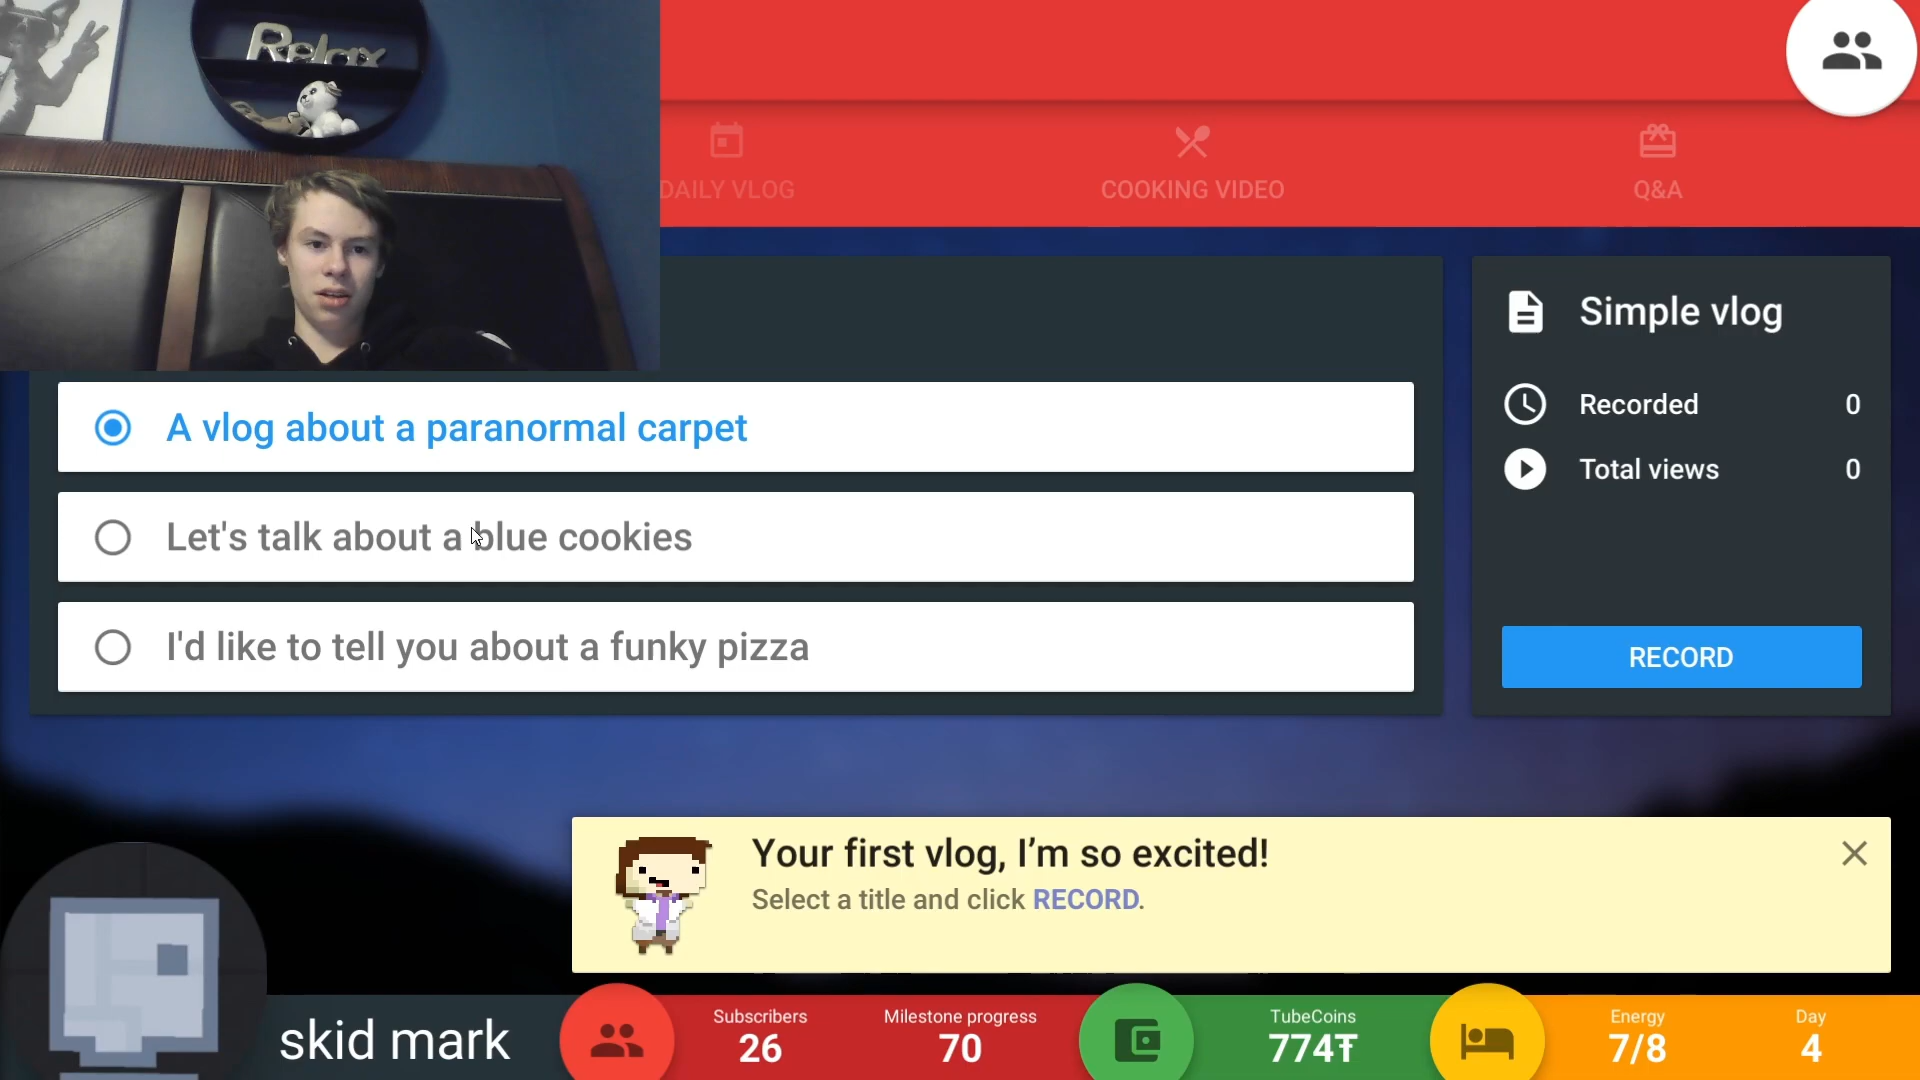 Relax
DAILY VLOG
COOKING VIDEO
Q&A
A vlog about a paranormal carpet
Let's talk about a blue cookies
I'd like to tell you about a funky pizza
Simple vlog
Recorded 0
Total views 0
RECORD
Your first vlog, I'm so excited!
Select a title and click RECORD.
skid mark
Subscribers
26
Milestone progress
70
TubeCoins
774Ŧ
Energy
7/8
Day
4